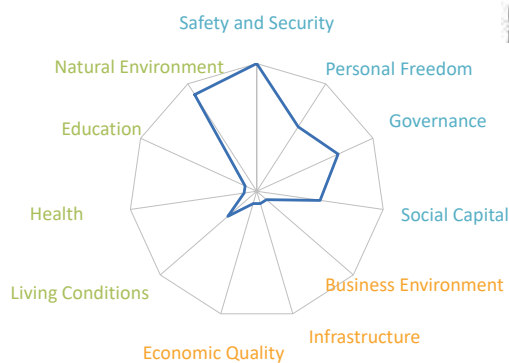 Safety and Security
Natural Environment
Personal Freedom
Education
Governance
Health
Social Capital
Living Conditions
Business Environment
Economic Quality
Infrastructure